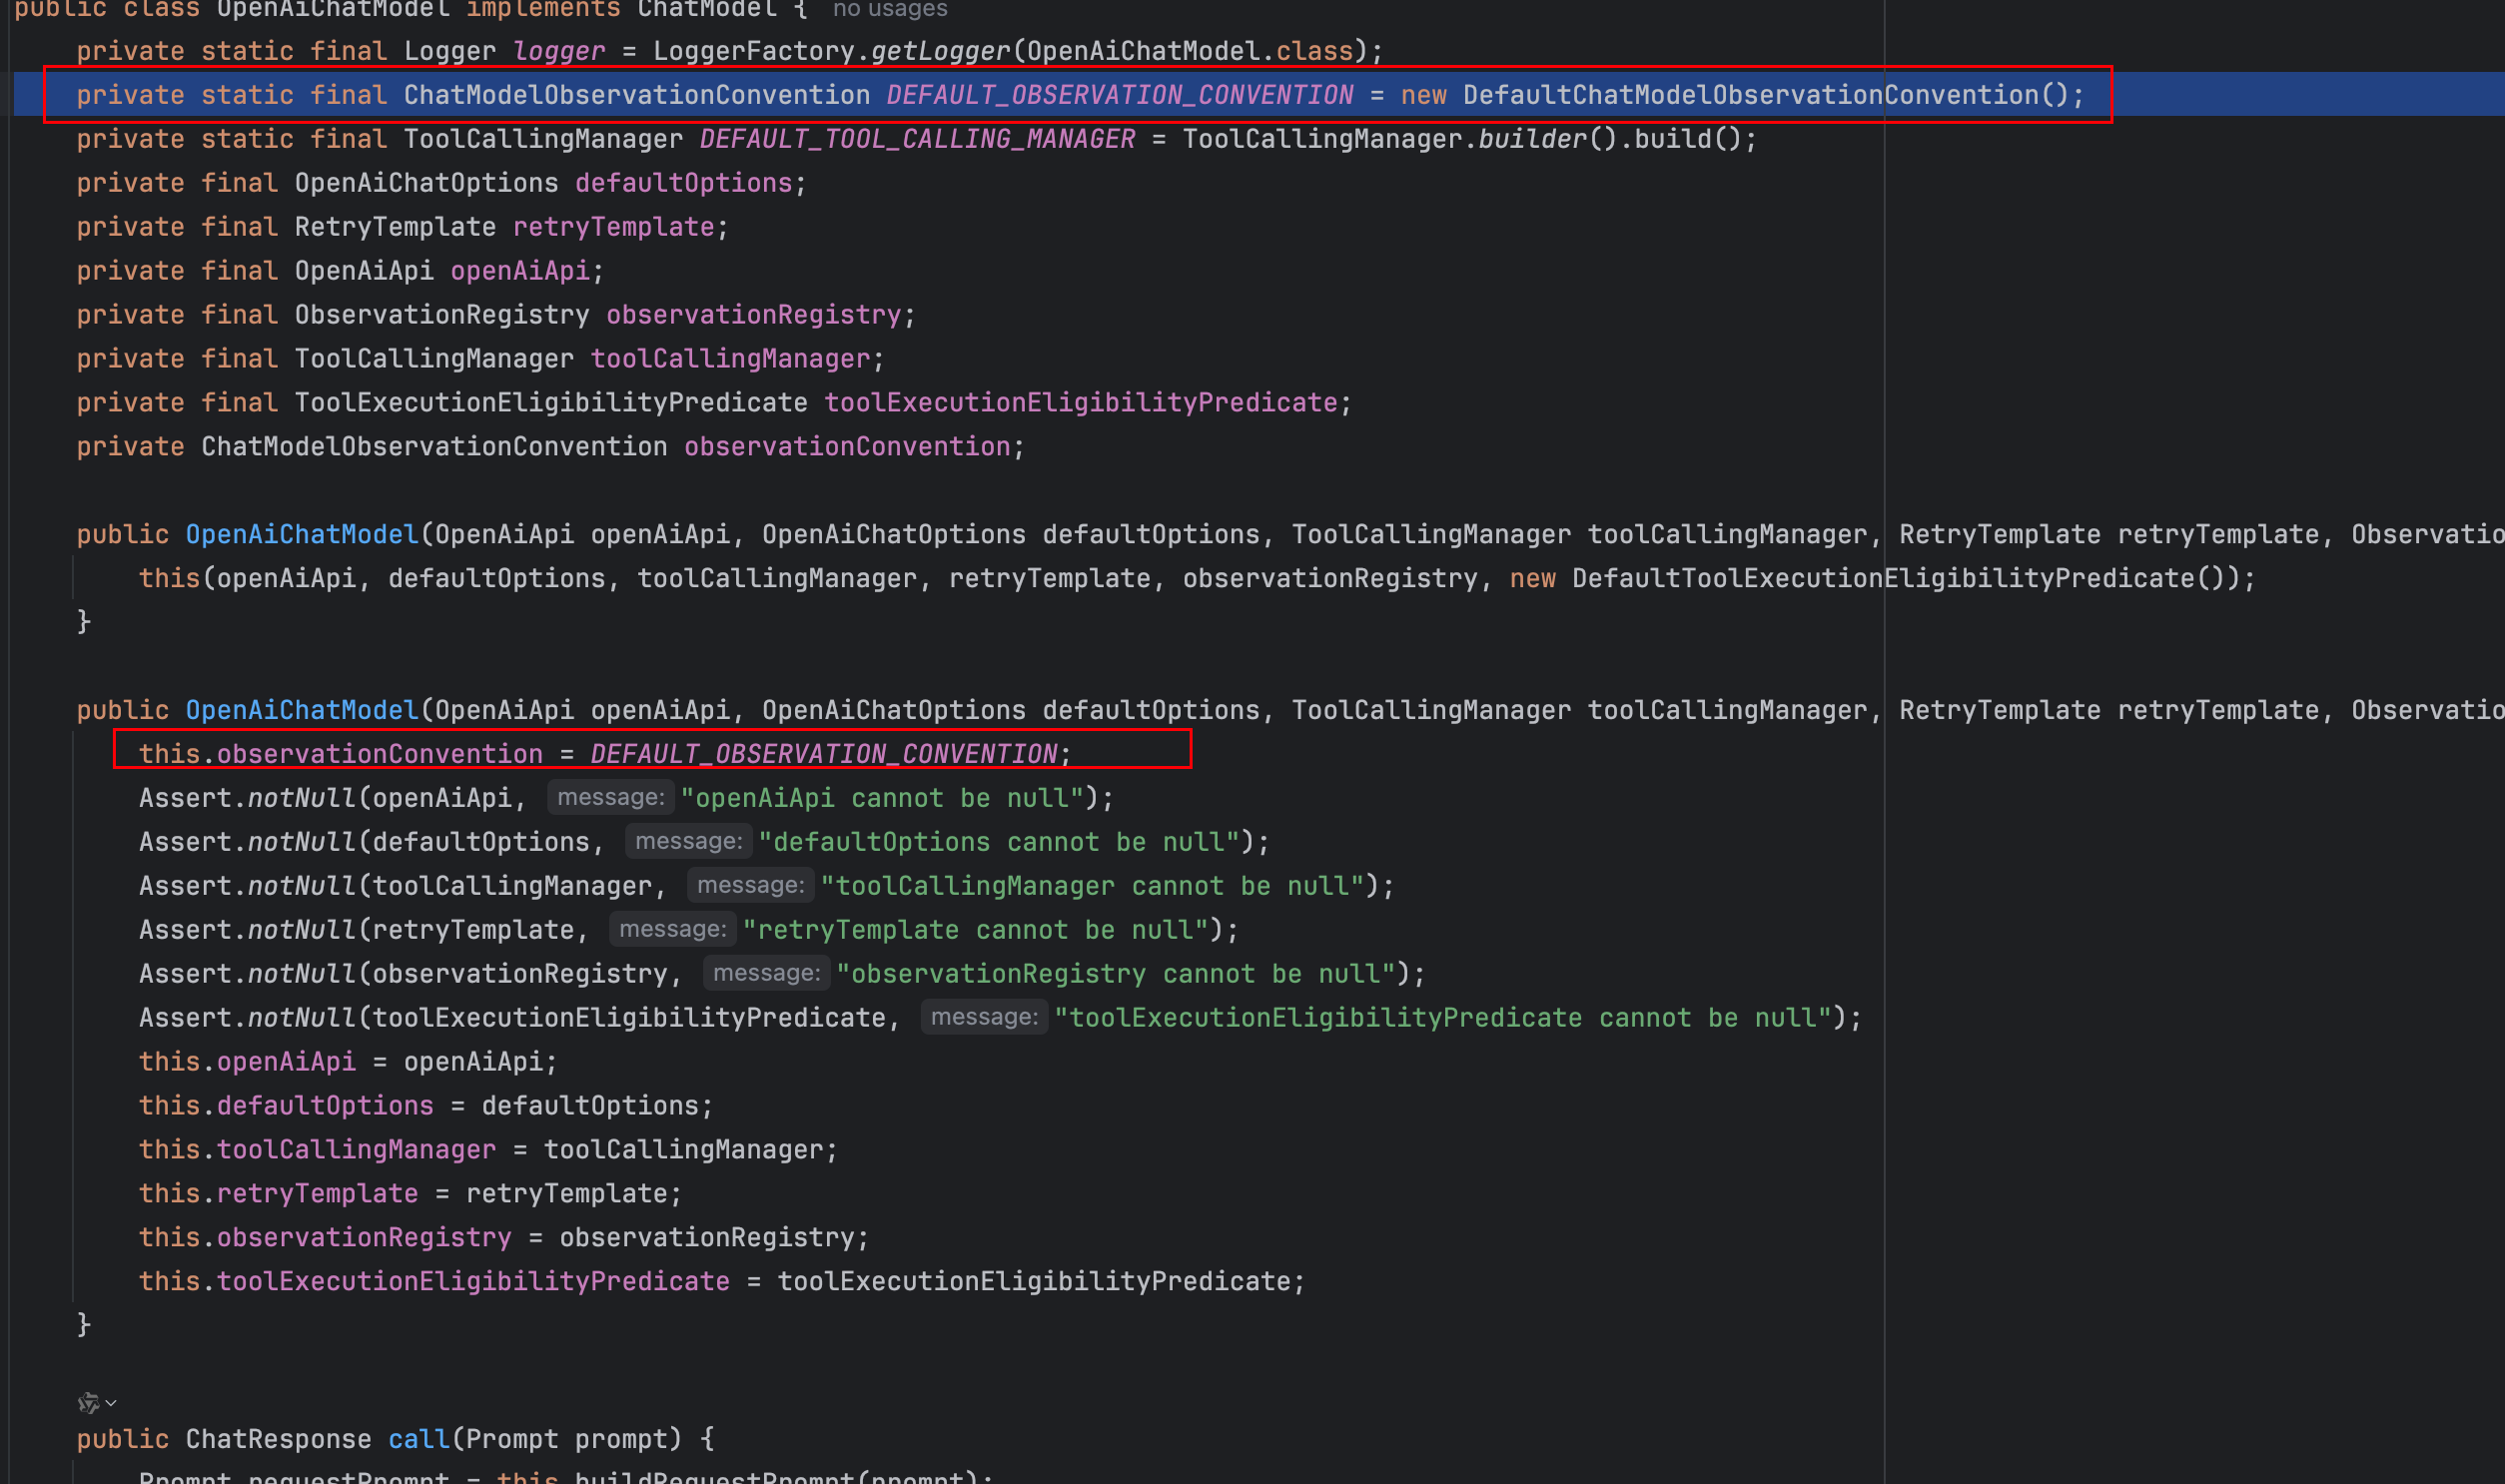 public class OpenAiChatModel implements ChatModel {  no usages
    private static final Logger logger = LoggerFactory.getLogger(OpenAiChatModel.class);
    private static final ChatModelObservationConvention DEFAULT_OBSERVATION_CONVENTION = new DefaultChatModelObservationConvention();
    private static final ToolCallingManager DEFAULT_TOOL_CALLING_MANAGER = ToolCallingManager.builder().build();
    private final OpenAiChatOptions defaultOptions;
    private final RetryTemplate retryTemplate;
    private final OpenAiApi openAiApi;
    private final ObservationRegistry observationRegistry;
    private final ToolCallingManager toolCallingManager;
    private final ToolExecutionEligibilityPredicate toolExecutionEligibilityPredicate;
    private ChatModelObservationConvention observationConvention;
    public OpenAiChatModel(OpenAiApi openAiApi, OpenAiChatOptions defaultOptions, ToolCallingManager toolCallingManager, RetryTemplate retryTemplate, Observatio
        this(openAiApi, defaultOptions, toolCallingManager, retryTemplate, observationRegistry, new DefaultToolExecutionEligibilityPredicate());
    }
    public OpenAiChatModel(OpenAiApi openAiApi, OpenAiChatOptions defaultOptions, ToolCallingManager toolCallingManager, RetryTemplate retryTemplate, Observatio
        this.observationConvention = DEFAULT_OBSERVATION_CONVENTION;
        Assert.notNull(openAiApi, message: "openAiApi cannot be null");
        Assert.notNull(defaultOptions, message: "defaultOptions cannot be null");
        Assert.notNull(toolCallingManager, message: "toolCallingManager cannot be null");
        Assert.notNull(retryTemplate, message: "retryTemplate cannot be null");
        Assert.notNull(observationRegistry, message: "observationRegistry cannot be null");
        Assert.notNull(toolExecutionEligibilityPredicate, message: "toolExecutionEligibilityPredicate cannot be null");
        this.openAiApi = openAiApi;
        this.defaultOptions = defaultOptions;
        this.toolCallingManager = toolCallingManager;
        this.retryTemplate = retryTemplate;
        this.observationRegistry = observationRegistry;
        this.toolExecutionEligibilityPredicate = toolExecutionEligibilityPredicate;
    }
    public ChatResponse call(Prompt prompt) {
        Prompt requestPrompt = this.buildRequestPrompt(prompt);